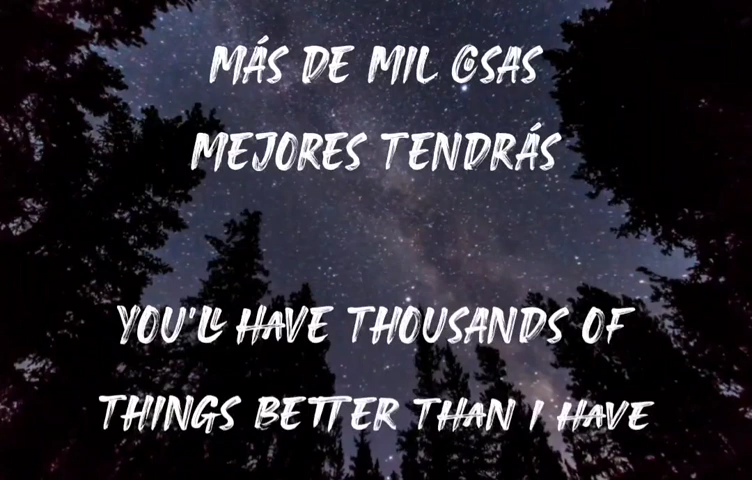 MÁS DE MIL COSAS
MEJORES TENDRÁS
YOU'LL HAVE THOUSANDS OF
THINGS BETTER THAN I HAVE